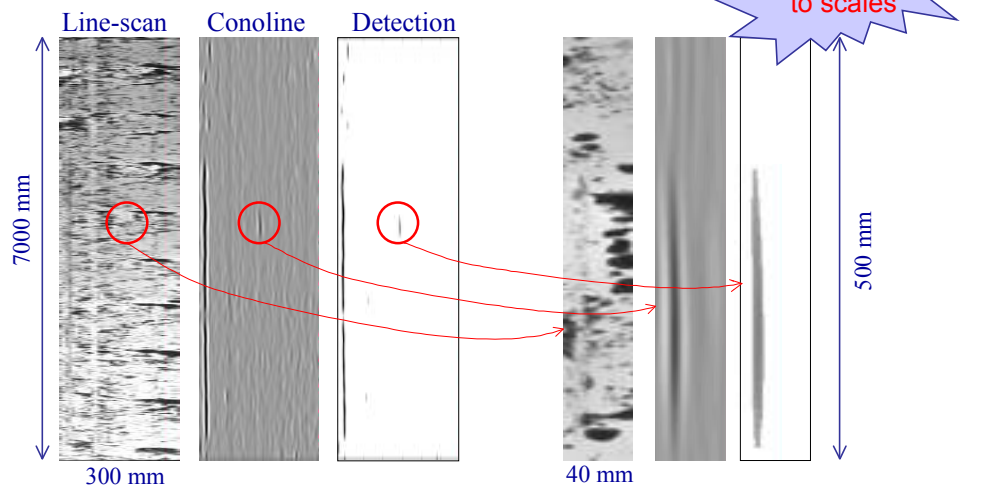 to scales
Line-scan Conoline Detection
7000 mm
500 mm
300 mm
40 mm